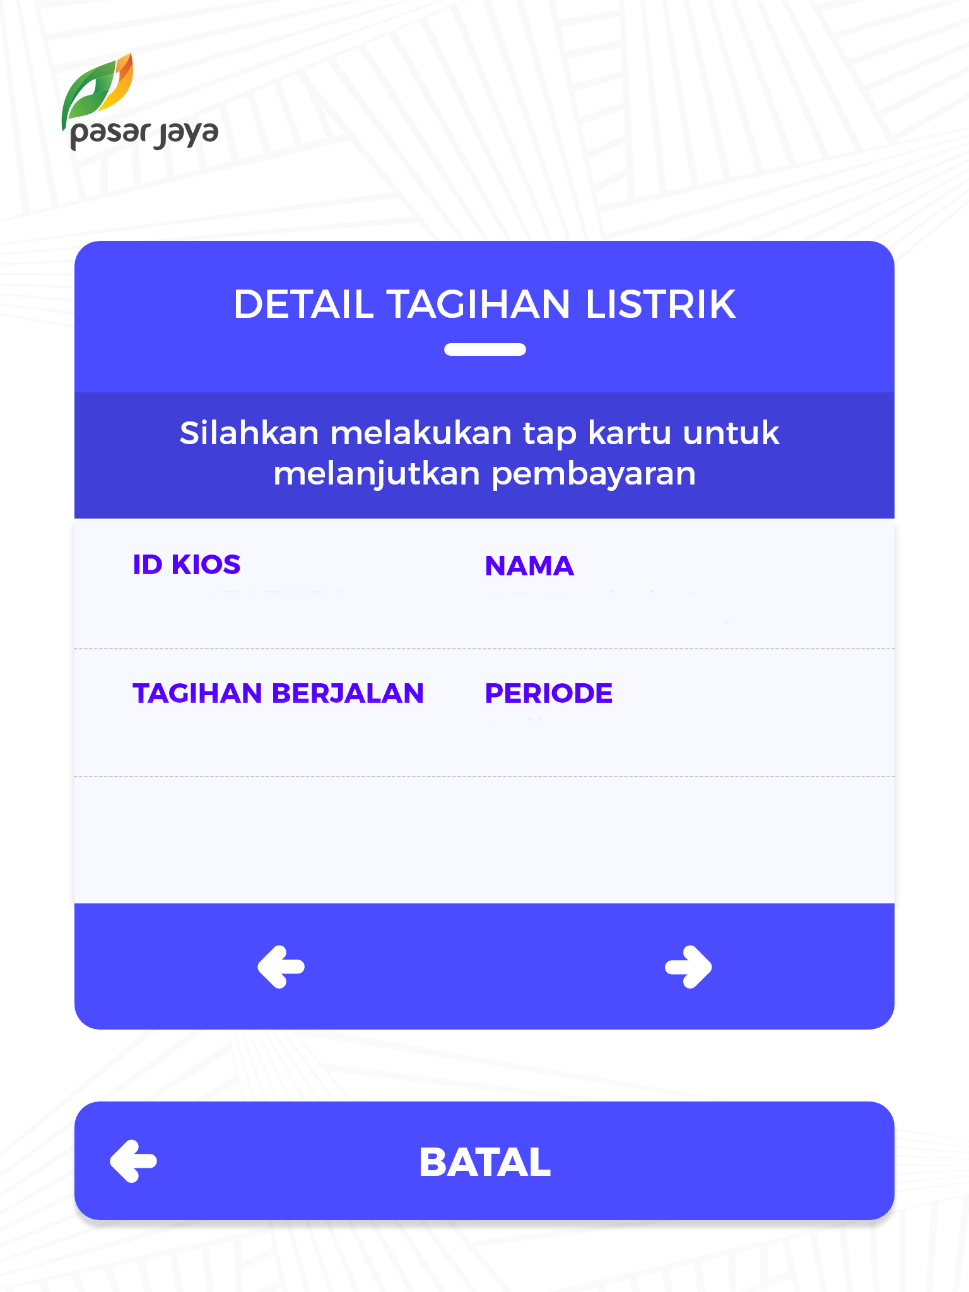 pasar jaya
DETAIL TAGIHAN LISTRIK
Silahkan melakukan tap kartu untuk
melanjutkan pembayaran
ID KIOS
NAMA
TAGIHAN BERJALAN
PERIODE
BATAL